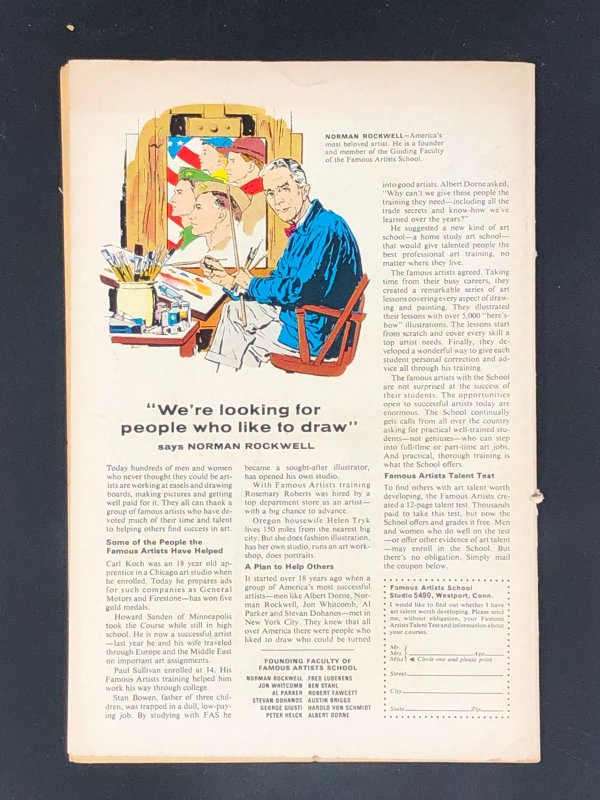 NORMAN ROCKWELL—America's
most beloved artist. He is a founder
and member of the Guiding Faculty
of the Famous Artists School.
"We're looking for
people who like to draw"
says NORMAN ROCKWELL
Today hundreds of men and women
who never thought they could be art-
ists are working at easels and drawing
boards, making pictures and getting
well paid for it. They all can thank a
group of famous artists who have de-
voted much of their time and talent
to helping others find success in art.
Some of the People the
Famous Artists Have Helped
Carl Koch was an 18 year old ap-
prentice in a Chicago art studio when
he enrolled. Today he prepares ads
for such companies as General
Motors and Firestone—has won five
gold medals.
Howard Sanden of Minneapolis
took the Course while still in high
school. He is now a successful artist
—last year he and his wife traveled
through Europe and the Middle East
on important art assignments.
Paul Sullivan enrolled at 14. His
Famous Artists training helped him
work his way through college.
Stan Bowen, father of three chil-
dren, was trapped in a dull, low-pay-
ing job. By studying with FAS he
became a sought-after illustrator,
has opened his own studio.
With Famous Artists training
Rosemary Roberts was hired by a
top department store as an artist—
with a big chance to advance.
Oregon housewife Helen Tryk
lives 150 miles from the nearest big
city. But she does fashion illustration,
has her own studio, runs an art work-
shop, does portraits.
A Plan to Help Others
It started over 18 years ago when a
group of America's most successful
artists—men like Albert Dorne, Nor-
man Rockwell, Jon Whitcomb, Al
Parker and Stevan Dohanos—met in
New York City. They knew that all
over America there were people who
liked to draw who could be turned
FOUNDING FACULTY OF
FAMOUS ARTISTS SCHOOL
NORMAN ROCKWELL FRED LUDEKENS
JON WHITCOMB BEN STAHL
AL PARKER ROBERT FAWCETT
STEVAN DOHANOS AUSTIN BRIGGS
GEORGE GIUSTI HAROLD VON SCHMIDT
PETER HELCK ALBERT DORNE
into good artists. Albert Dorne asked,
"Why can't we give these people the
training they need—including all the
trade secrets and know-how we've
learned over the years?"
He suggested a new kind of art
school—a home study art school—
that would give talented people the
best professional art training, no
matter where they live.
The famous artists agreed. Taking
time from their busy careers, they
created a remarkable series of art
lessons covering every aspect of draw-
ing and painting. They illustrated
their lessons with over 5,000 "here's-
how" illustrations. The lessons start
from scratch and cover every skill a
top artist needs. Finally, they de-
veloped a wonderful way to give each
student personal correction and ad-
vice all through his training.
The famous artists with the School
are not surprised at the success of
their students. The opportunities
open to successful artists today are
enormous. The School continually
gets calls from all over the country
asking for practical well-trained stu-
dents—not geniuses—who can step
into full-time or part-time art jobs.
And practical, thorough training is
what the School offers.
Famous Artists Talent Test
To find others with art talent worth
developing, the Famous Artists cre-
ated a 12-page talent test. Thousands
paid to take this test, but now the
School offers and grades it free. Men
and women who do well on the test
—or offer other evidence of art talent
—may enroll in the School. But
there's no obligation. Simply mail
the coupon below.
Famous Artists School
Studio 5490, Westport, Conn.
I would like to find out whether I have
art talent worth developing. Please send
me, without obligation, your Famous
Artists Talent Test and information about
your courses.
Mr.
Mrs. Age
Miss Circle one and please print
Street
City
State Zip